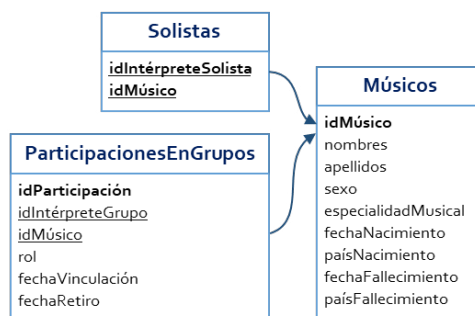 Solistas
idIntérpreteSolista
idMúsico
Músicos
idMúsico
nombres
apellidos
sexo
especialidadMusical
fechaNacimiento
paísNacimiento
fechaFallecimiento
paísFallecimiento
ParticipacionesEnGrupos
idParticipación
idIntérpreteGrupo
idMúsico
rol
fechaVinculación
fechaRetiro